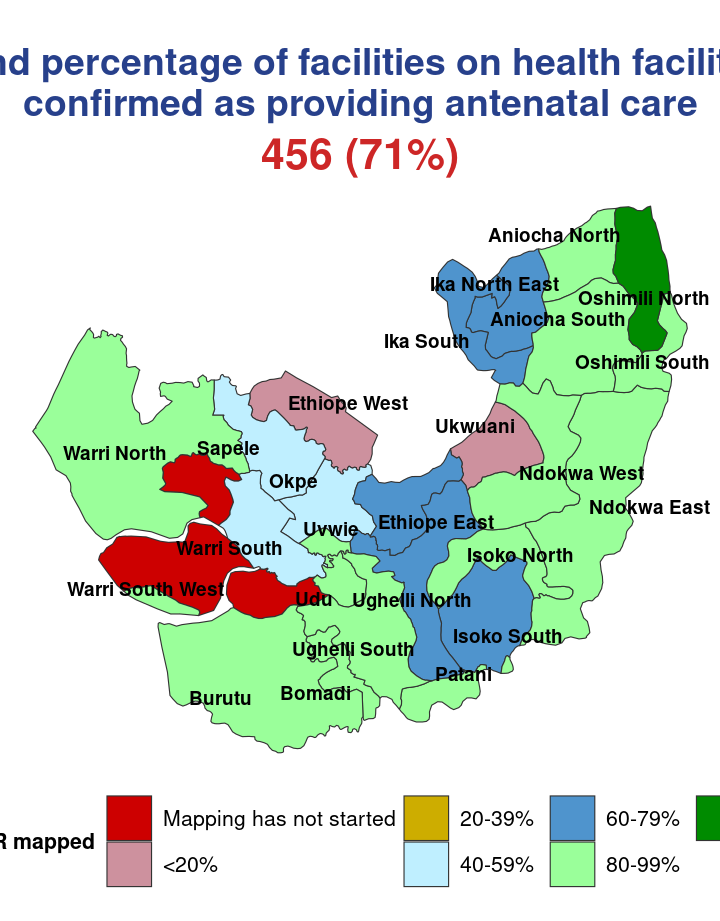 percentage of facilities on health
confirmed as providing antenatal care
456 (71%)
Aniocha North
Ika North East
Oshimili North
Aniocha South
Ika South
Oshimili South
Ethiope West
Ukwuani
Sapele
Warri North
Ndokwa West
Okpe
Ndokwa East
Ethiope East
Uvwie
Warri South
Isoko North
Warri South West
Udu
Ughelli North
Isoko South
Ughelli South
Patani
Bomadi
Burutu
Mapping has not started
20-39%
60-79%
R mapped
<20%
40-59%
80-99%